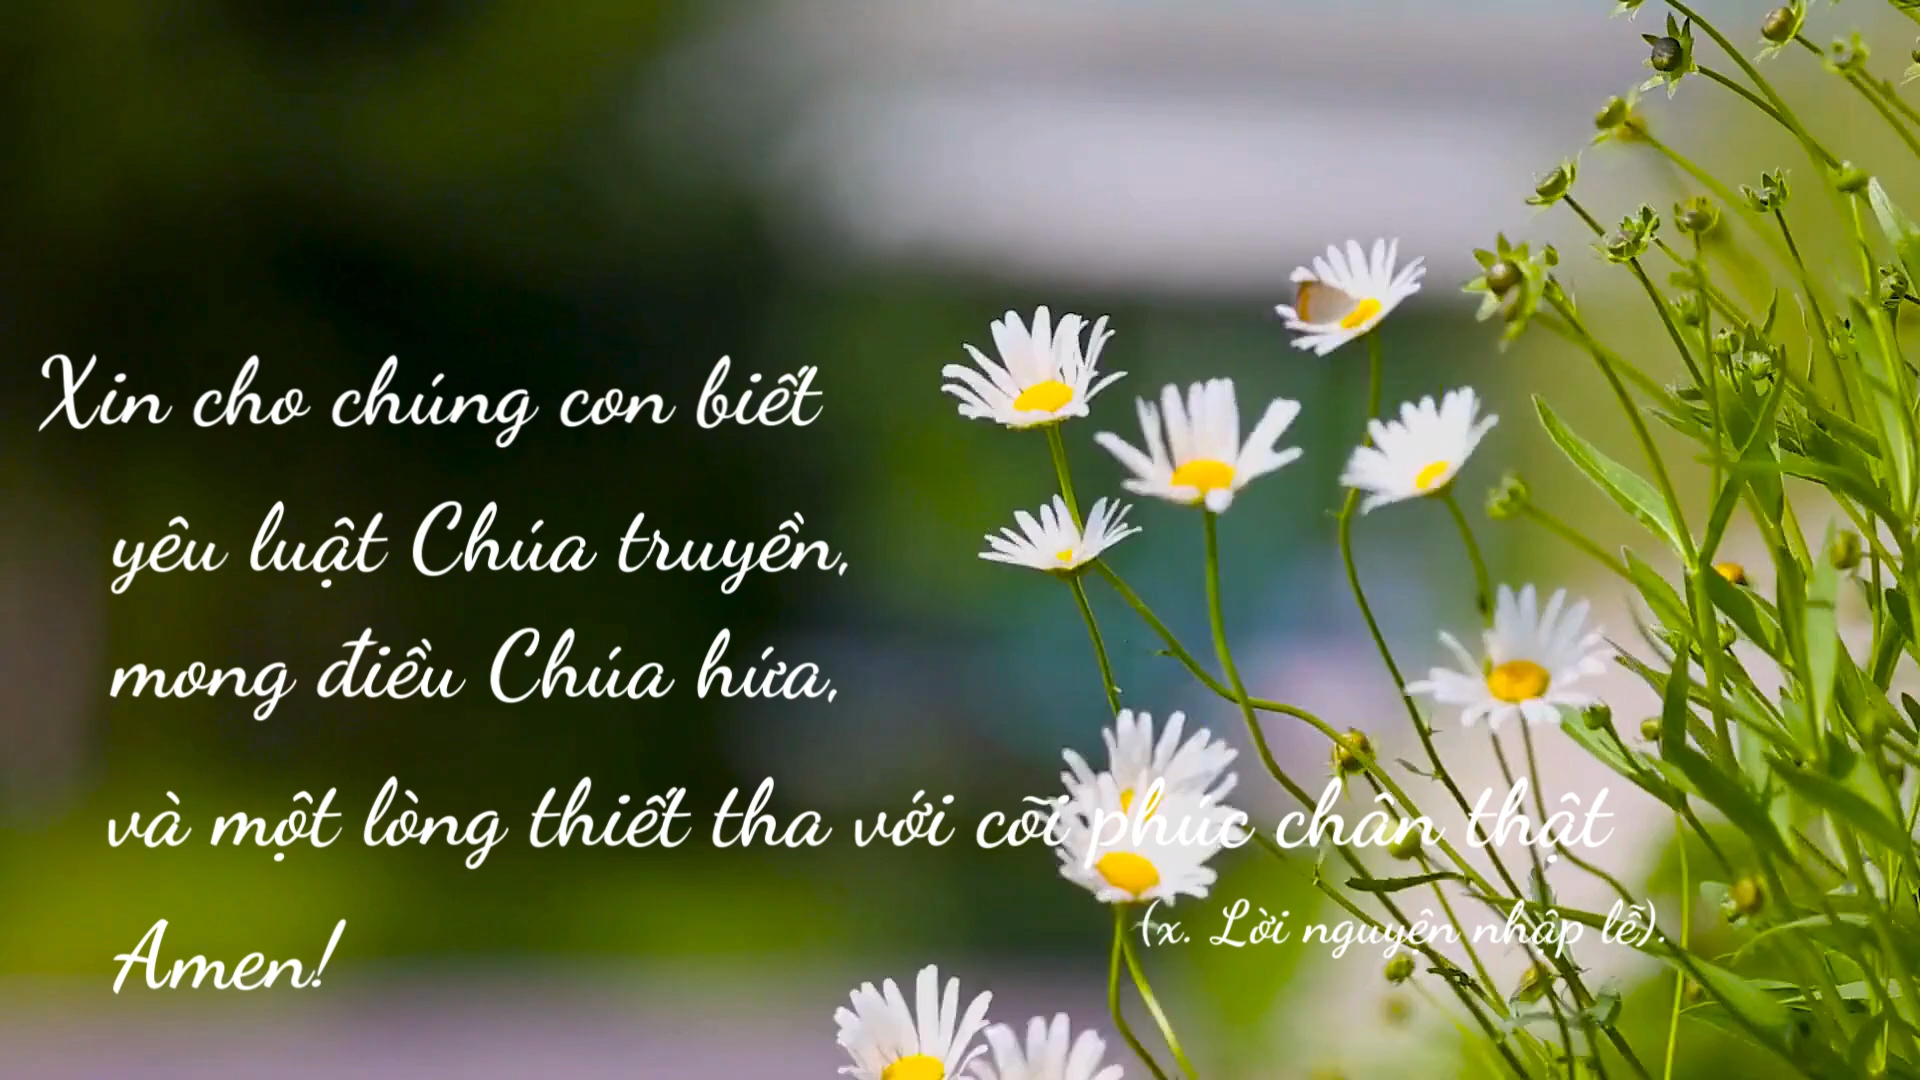 Xin cho chúng con biết
yêu luật Chúa truyền,
mong điều Chúa hứa,
và một lòng thiết tha với cõi phúc chân thật
(x. Lời nguyện nhập lễ).
Amen!